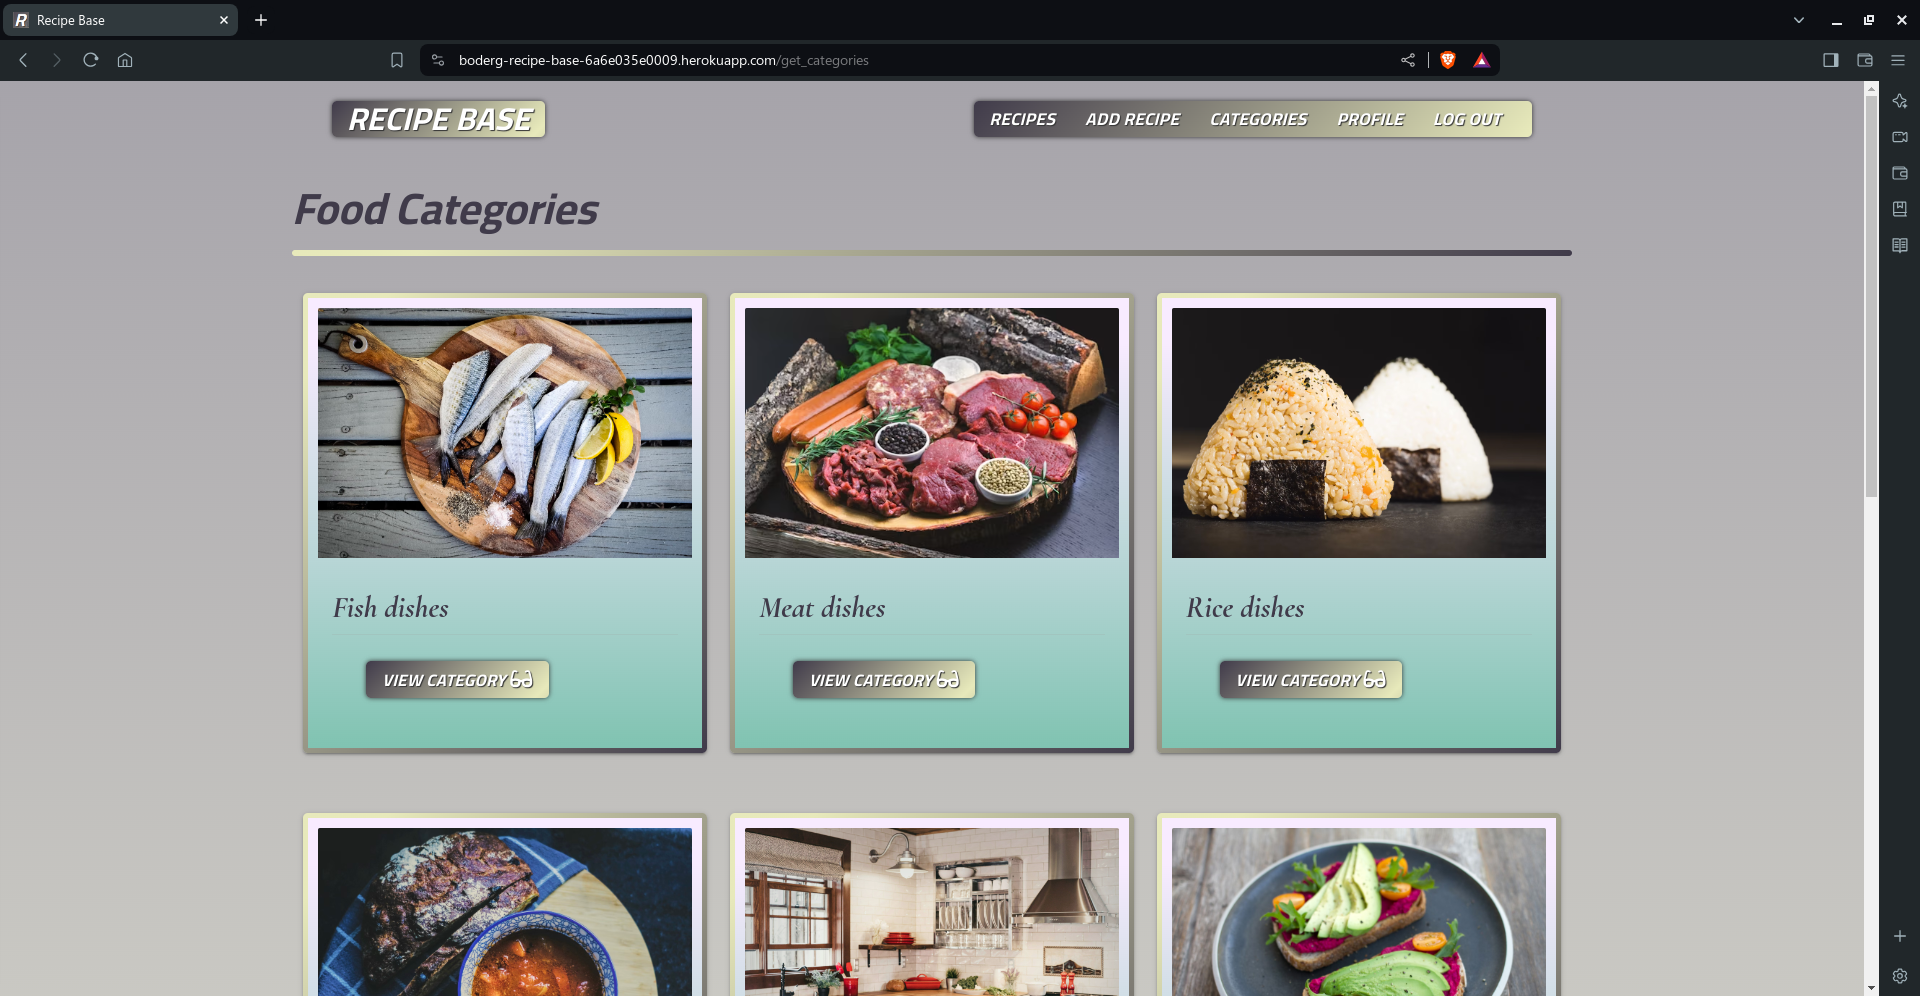 Recipe Base
boderg-recipe-base-6a6e035e0009.herokuapp.com/get_categories
RECIPE BASE
RECIPES ADD RECIPE CATEGORIES PROFILE LOG OUT
Food Categories
Fish dishes
Meat dishes
Rice dishes
VIEW CATEGORY
VIEW CATEGORY
VIEW CATEGORY